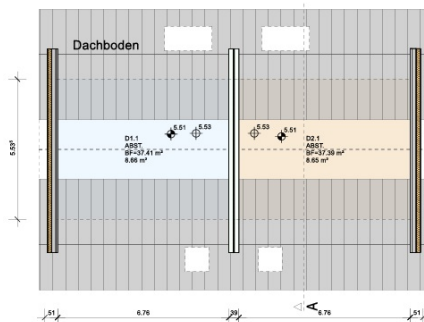 Dachboden
5.51
5.53
5.53
5.51
D1.1
ABST.
BF=37.41 m²
8.66 m²
D2.1
ABST.
BF=37.39 m²
8.65 m²
5.53⁵
A
.51
6.76
.39
6.76
.51